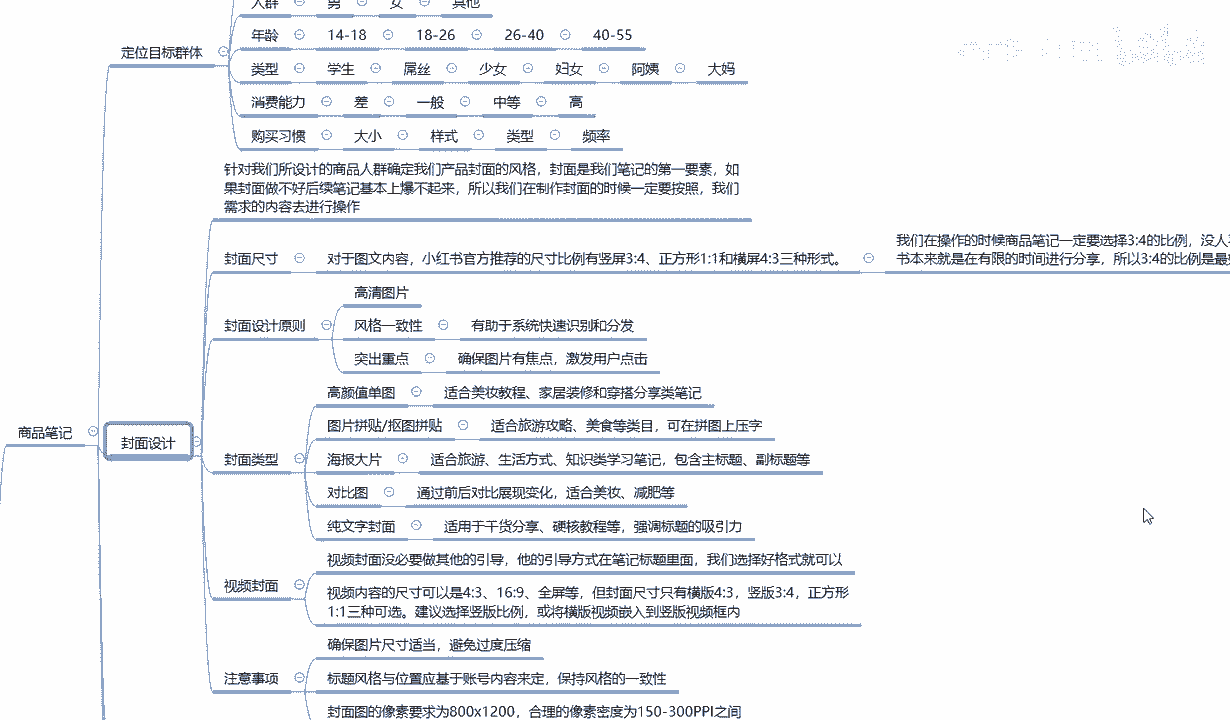 人群 男 女 其他
年龄 14-18 18-26 26-40 40-55
定位目标群体
类型 学生 屌丝 少女 妇女 阿姨 大妈
消费能力 差 一般 中等 高
购买习惯 大小 样式 类型 频率
针对我们所设计的商品人群确定我们产品封面的风格，封面是我们笔记的第一要素，如
果封面做不好后续笔记基本上爆不起来，所以我们在制作封面的时候一定要按照，我们
需求的内容去进行操作
封面尺寸 对于图文内容，小红书官方推荐的尺寸比例有竖屏3:4、正方形1:1和横屏4:3三种形式。
我们在操作的时候商品笔记一定要选择3:4的比例，没人
书本来就是在有限的时间进行分享，所以3:4的比例是最
高清图片
封面设计原则 风格一致性 有助于系统快速识别和分发
突出重点 确保图片有焦点，激发用户点击
高颜值单图 适合美妆教程、家居装修和穿搭分享类笔记
图片拼贴/抠图拼贴 适合旅游攻略、美食等类目，可在拼图上压字
商品笔记
封面设计
封面类型 海报大片 适合旅游、生活方式、知识类学习笔记，包含主标题、副标题等
对比图 通过前后对比展现变化，适合美妆、减肥等
纯文字封面 适用于干货分享、硬核教程等，强调标题的吸引力
视频封面没必要做其他的引导，他的引导方式在笔记标题里面，我们选择好格式就可以
视频封面
视频内容的尺寸可以是4:3、16:9、全屏等，但封面尺寸只有横版4:3，竖版3:4，正方形
1:1三种可选。建议选择竖版比例，或将横版视频嵌入到竖版视频框内
确保图片尺寸适当，避免过度压缩
注意事项 标题风格与位置应基于账号内容来定，保持风格的一致性
封面图的像素要求为800x1200，合理的像素密度为150-300PPI之间